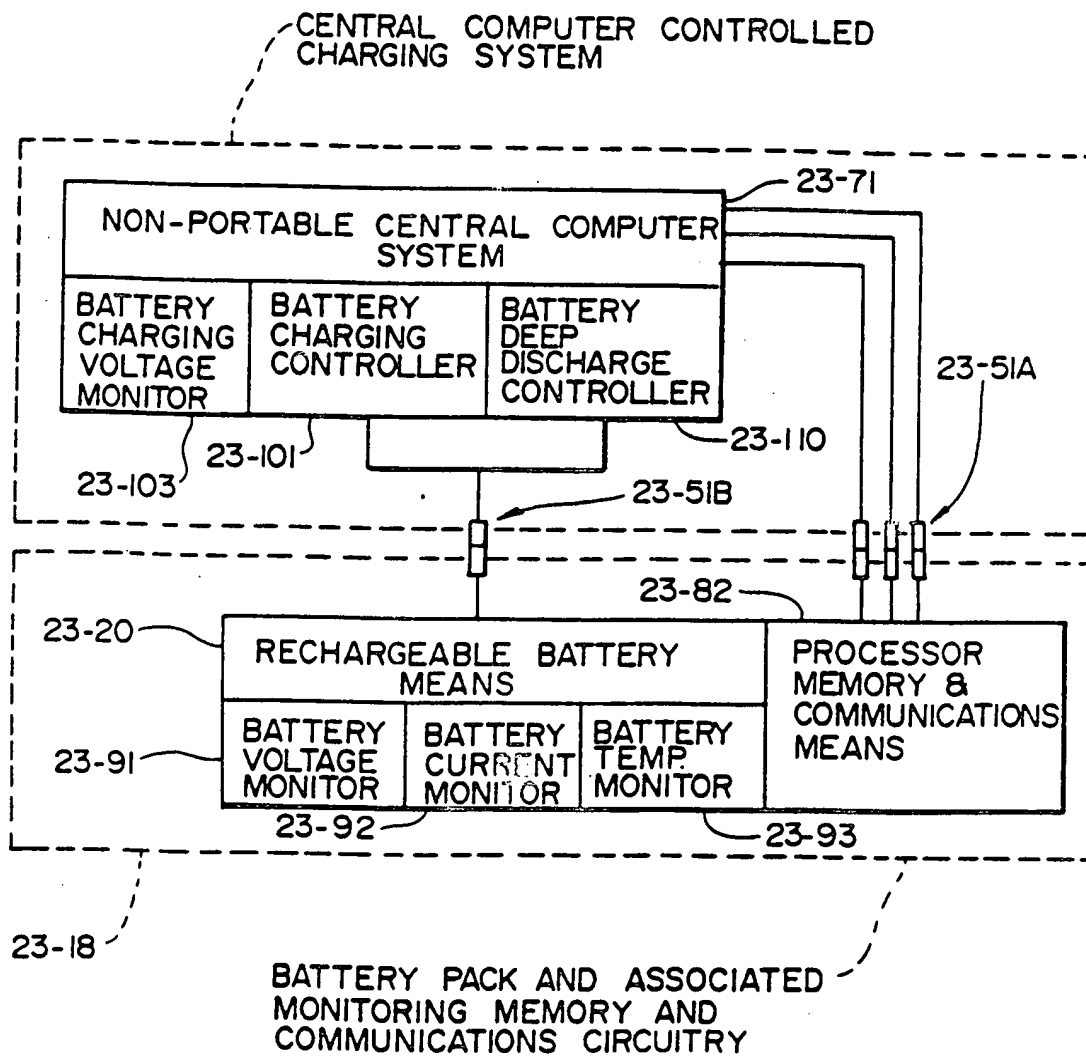 CENTRAL COMPUTER CONTROLLED
CHARGING SYSTEM
23-71
NON-PORTABLE CENTRAL COMPUTER
SYSTEM
BATTERY
CHARGING
VOLTAGE
MONITOR
BATTERY
CHARGING
CONTROLLER
BATTERY
DEEP
DISCHARGE
CONTROLLER
23-51A
23-103
23-101
23-110
23-51B
23-82
23-20
RECHARGEABLE BATTERY
MEANS
PROCESSOR
MEMORY &
COMMUNICATIONS
MEANS
23-91
BATTERY
VOLTAGE
MONITOR
BATTERY
CURRENT
MONITOR
BATTERY
TEMP.
MONITOR
23-92
23-93
23-18
BATTERY PACK AND ASSOCIATED
MONITORING MEMORY AND
COMMUNICATIONS CIRCUITRY